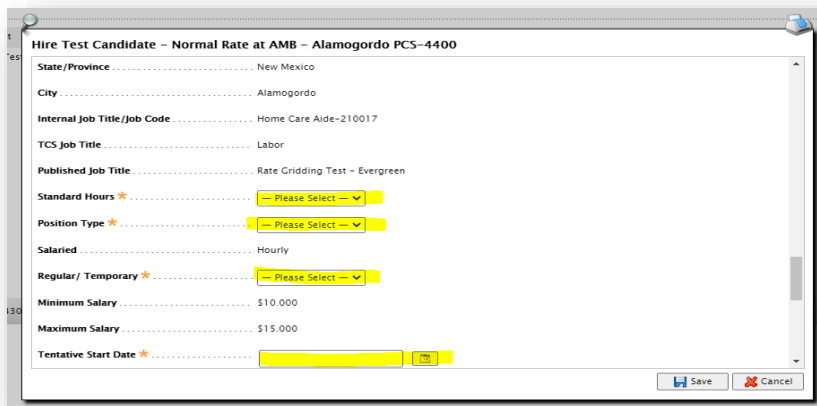 Hire Test Candidate – Normal Rate at AMB – Alamogordo PCS-4400
State/Province ............................ New Mexico
City ............................ Alamogordo
Internal Job Title/Job Code ................ Home Care Aide-210017
TCS Job Title ............................ Labor
Published Job Title ........................ Rate Gridding Test – Evergreen
Standard Hours * ........................ — Please Select —
Position Type * ........................ — Please Select —
Salaried ............................ Hourly
Regular/ Temporary * .................... — Please Select —
Minimum Salary ........................ $10.000
Maximum Salary ........................ $15.000
Tentative Start Date * ....................
Save Cancel